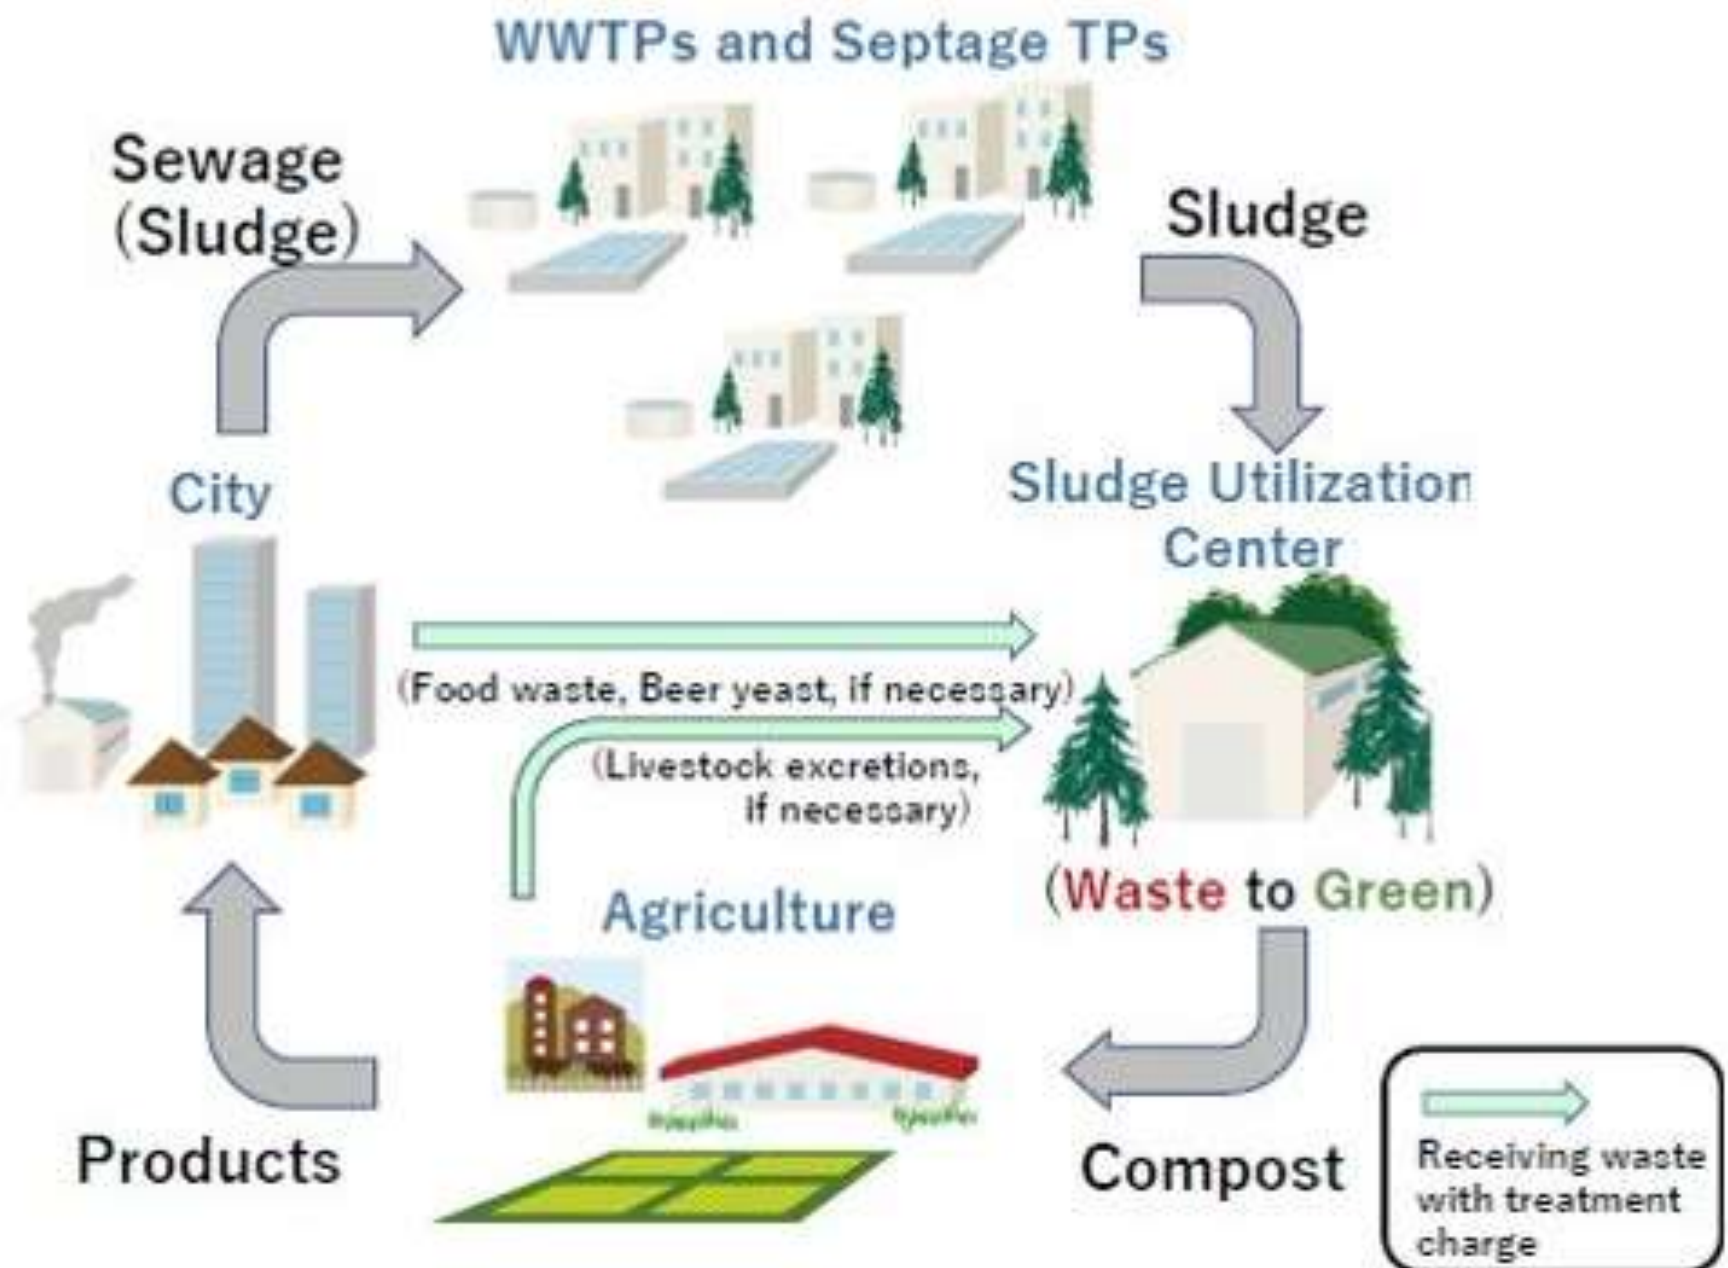 WWTPs and Septage TPs
Sewage
(Sludge)
Sludge
City
Sludge Utilization
Center
(Food waste, Beer yeast, if necessary)
(Livestock excretions,
if necessary)
Agriculture
(Waste to Green)
Products
Compost
Receiving waste
with treatment
charge